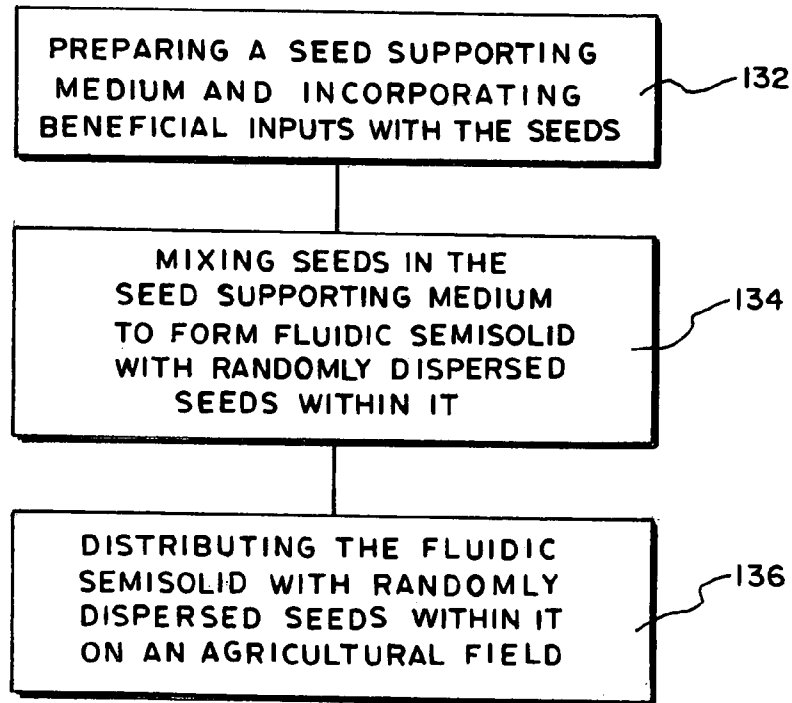 PREPARING A SEED SUPPORTING
MEDIUM AND INCORPORATING
BENEFICIAL INPUTS WITH THE SEEDS
132
MIXING SEEDS IN THE
SEED SUPPORTING MEDIUM
TO FORM FLUIDIC SEMISOLID
WITH RANDOMLY DISPERSED
SEEDS WITHIN IT
134
DISTRIBUTING THE FLUIDIC
SEMISOLID WITH RANDOMLY
DISPERSED SEEDS WITHIN IT
ON AN AGRICULTURAL FIELD
136